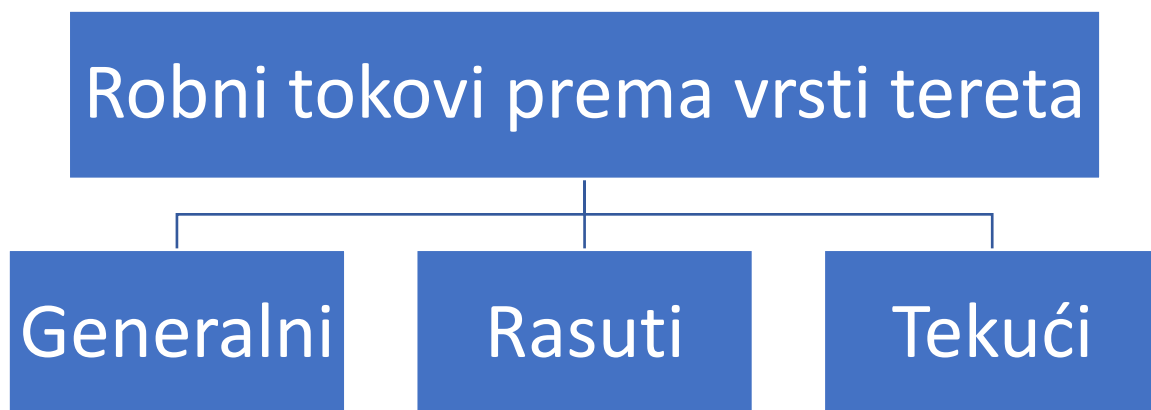 Robni tokovi prema vrsti tereta
Generalni
Rasuti
Tekući